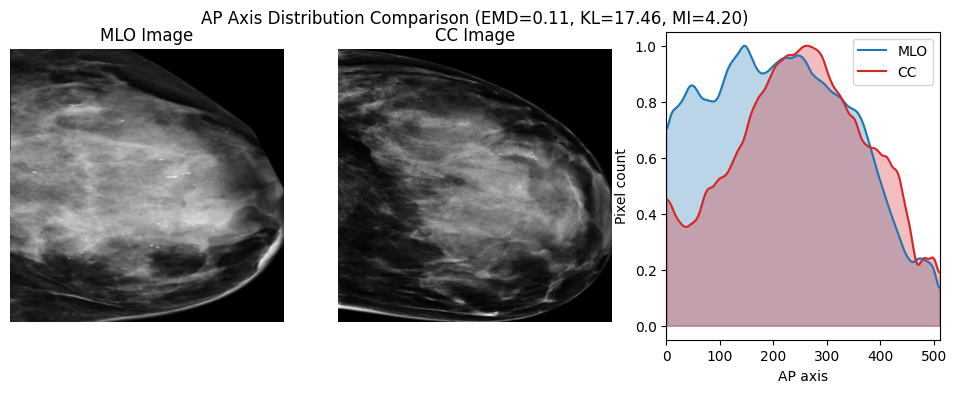 AP Axis Distribution Comparison (EMD=0.11, KL=17.46, MI=4.20)
MLO Image
CC Image
MLO
CC
Pixel count
1.0
0.8
0.6
0.4
0.2
0.0
0 100 200 300 400 500
AP axis